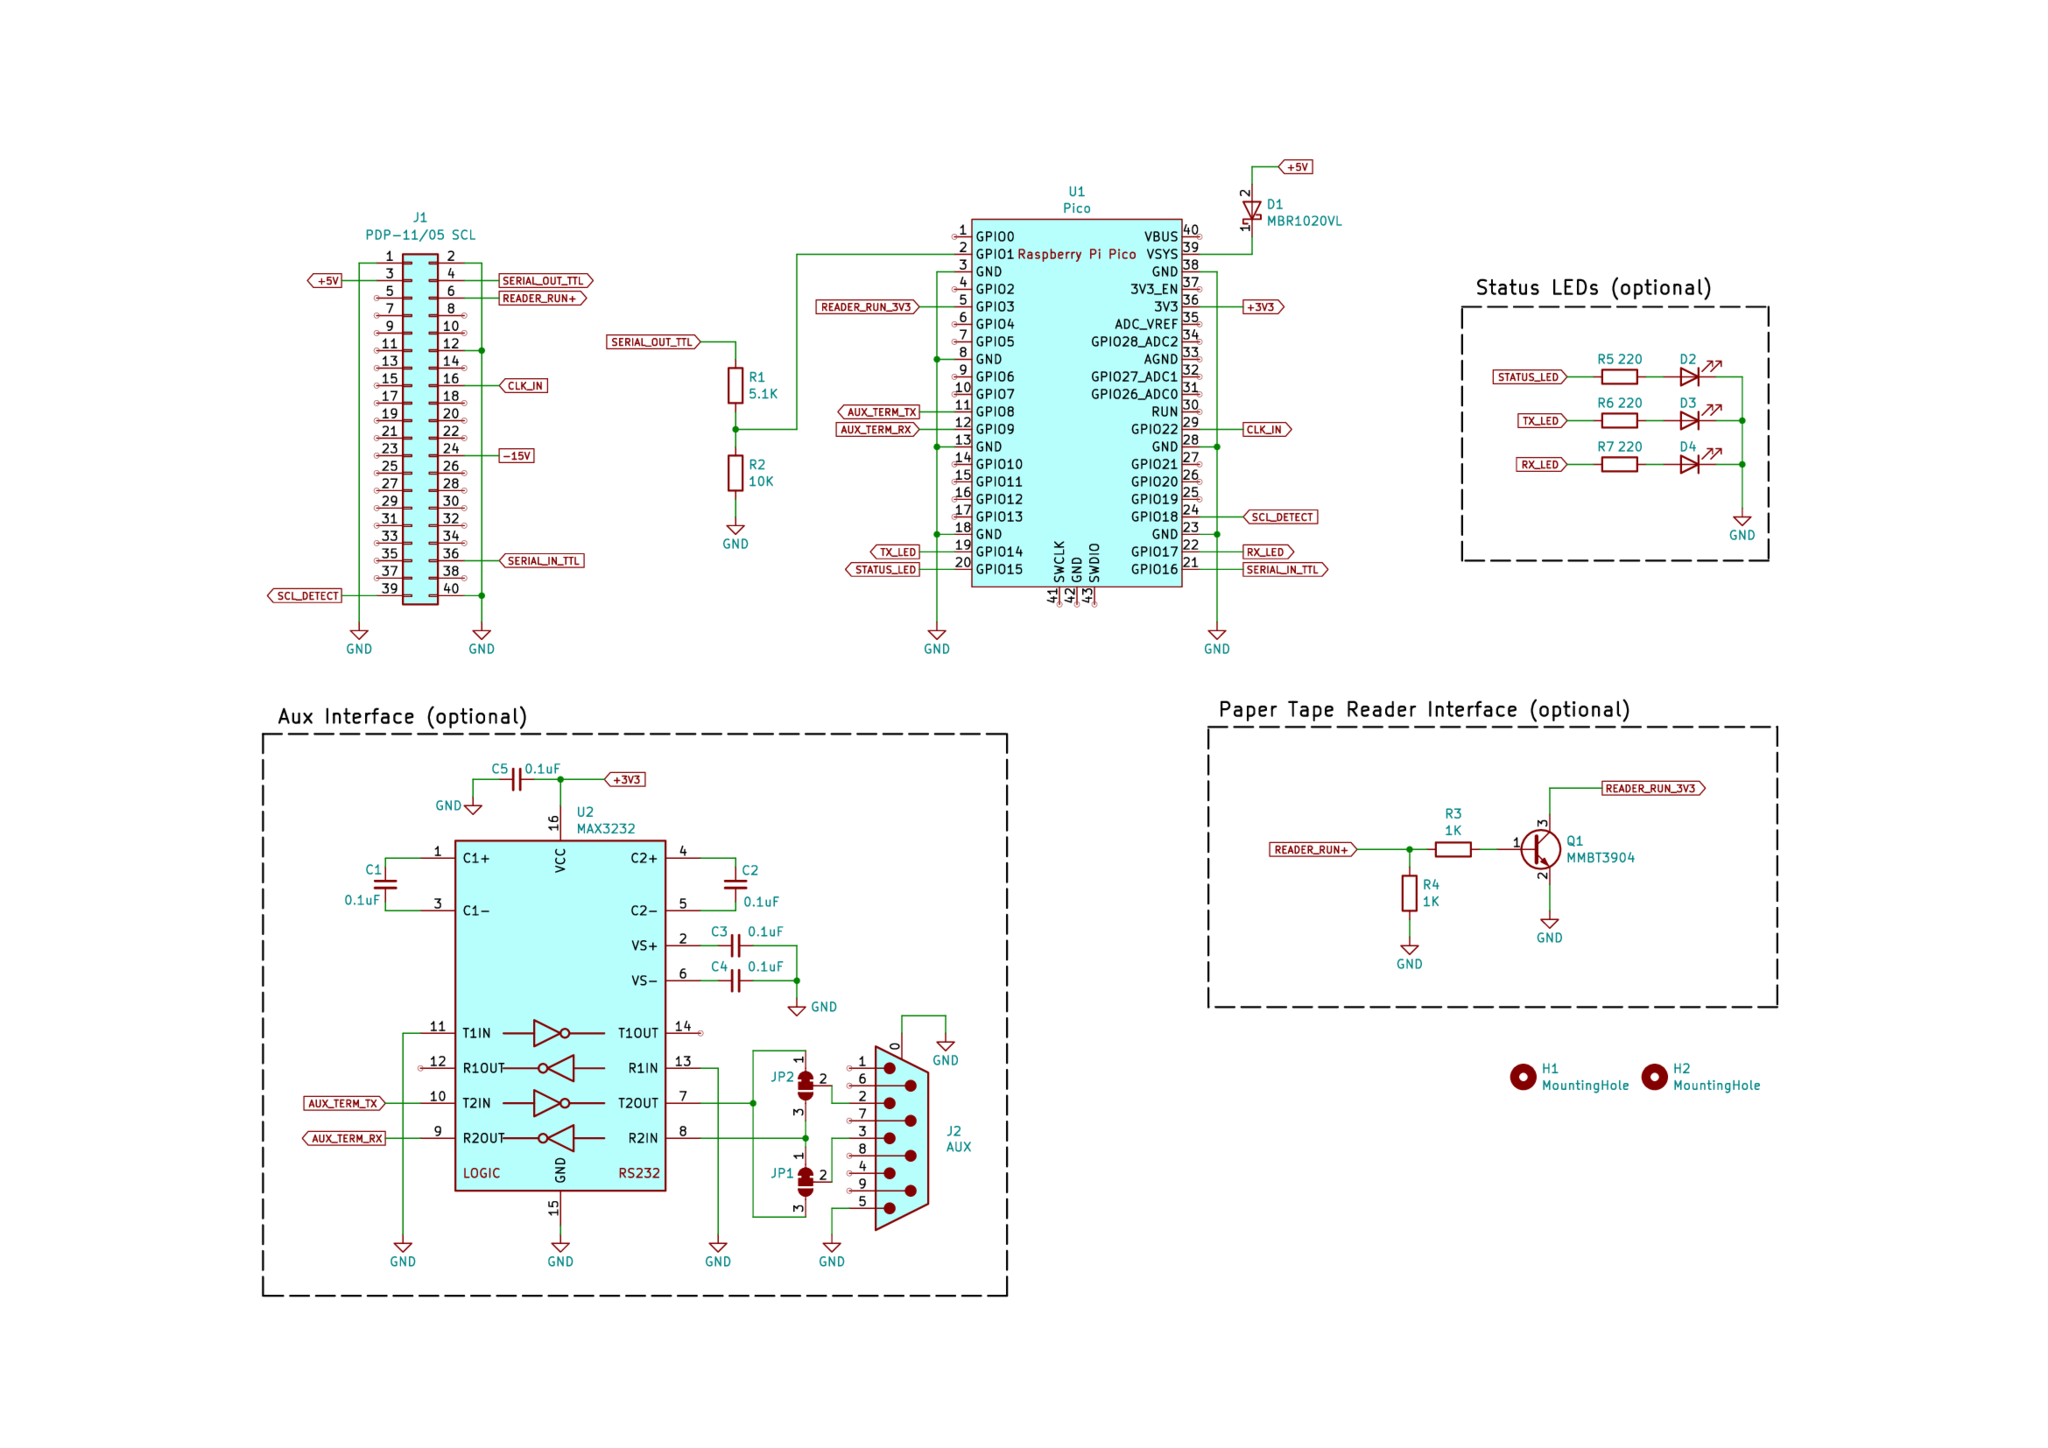 J1
PDP-11/05 SCL
1 2
3 4
5 6
7 8
9 10
11 12
13 14
15 16
17 18
19 20
21 22
23 24
25 26
27 28
29 30
31 32
33 34
35 36
37 38
39 40
+5V
SERIAL_OUT_TTL
READER_RUN+
CLK_IN
-15V
SERIAL_IN_TTL
SCL_DETECT
GND
GND
SERIAL_OUT_TTL
R1
5.1K
R2
10K
GND
U1
Pico
Raspberry Pi Pico
1 GPIO0
2 GPIO1
3 GND
4 GPIO2
5 GPIO3
6 GPIO4
7 GPIO5
8 GND
9 GPIO6
10 GPIO7
11 GPIO8
12 GPIO9
13 GND
14 GPIO10
15 GPIO11
16 GPIO12
17 GPIO13
18 GND
19 GPIO14
20 GPIO15
VBUS 40
VSYS 39
GND 38
3V3_EN 37
3V3 36
ADC_VREF 35
GPIO28_ADC2 34
AGND 33
GPIO27_ADC1 32
GPIO26_ADC0 31
RUN 30
GPIO22 29
GND 28
GPIO21 27
GPIO20 26
GPIO19 25
GPIO18 24
GND 23
GPIO17 22
GPIO16 21
SWCLK 41
GND 42
SWDIO 43
READER_RUN_3V3
AUX_TERM_TX
AUX_TERM_RX
TX_LED
STATUS_LED
GND
+5V
2
1
D1
MBR1020VL
+3V3
CLK_IN
SCL_DETECT
RX_LED
SERIAL_IN_TTL
GND
Status LEDs (optional)
STATUS_LED
R5 220
D2
TX_LED
R6 220
D3
RX_LED
R7 220
D4
GND
Aux Interface (optional)
C5 0.1uF
+3V3
GND
U2
MAX3232
16
VCC
1 C1+
3 C1-
11 T1IN
12 R1OUT
10 T2IN
9 R2OUT
C2+ 4
C2- 5
VS+ 2
VS- 6
T1OUT 14
R1IN 13
T2OUT 7
R2IN 8
LOGIC
GND
RS232
15
C1
0.1uF
C2
0.1uF
C3 0.1uF
C4 0.1uF
GND
AUX_TERM_TX
AUX_TERM_RX
JP2
1
2
3
JP1
1
2
3
0
GND
1
6
2
7
3
8
4
9
5
J2
AUX
GND
GND
GND
GND
Paper Tape Reader Interface (optional)
READER_RUN_3V3
READER_RUN+
R3
1K
R4
1K
3
1
2
Q1
MMBT3904
GND
GND
H1
MountingHole
H2
MountingHole